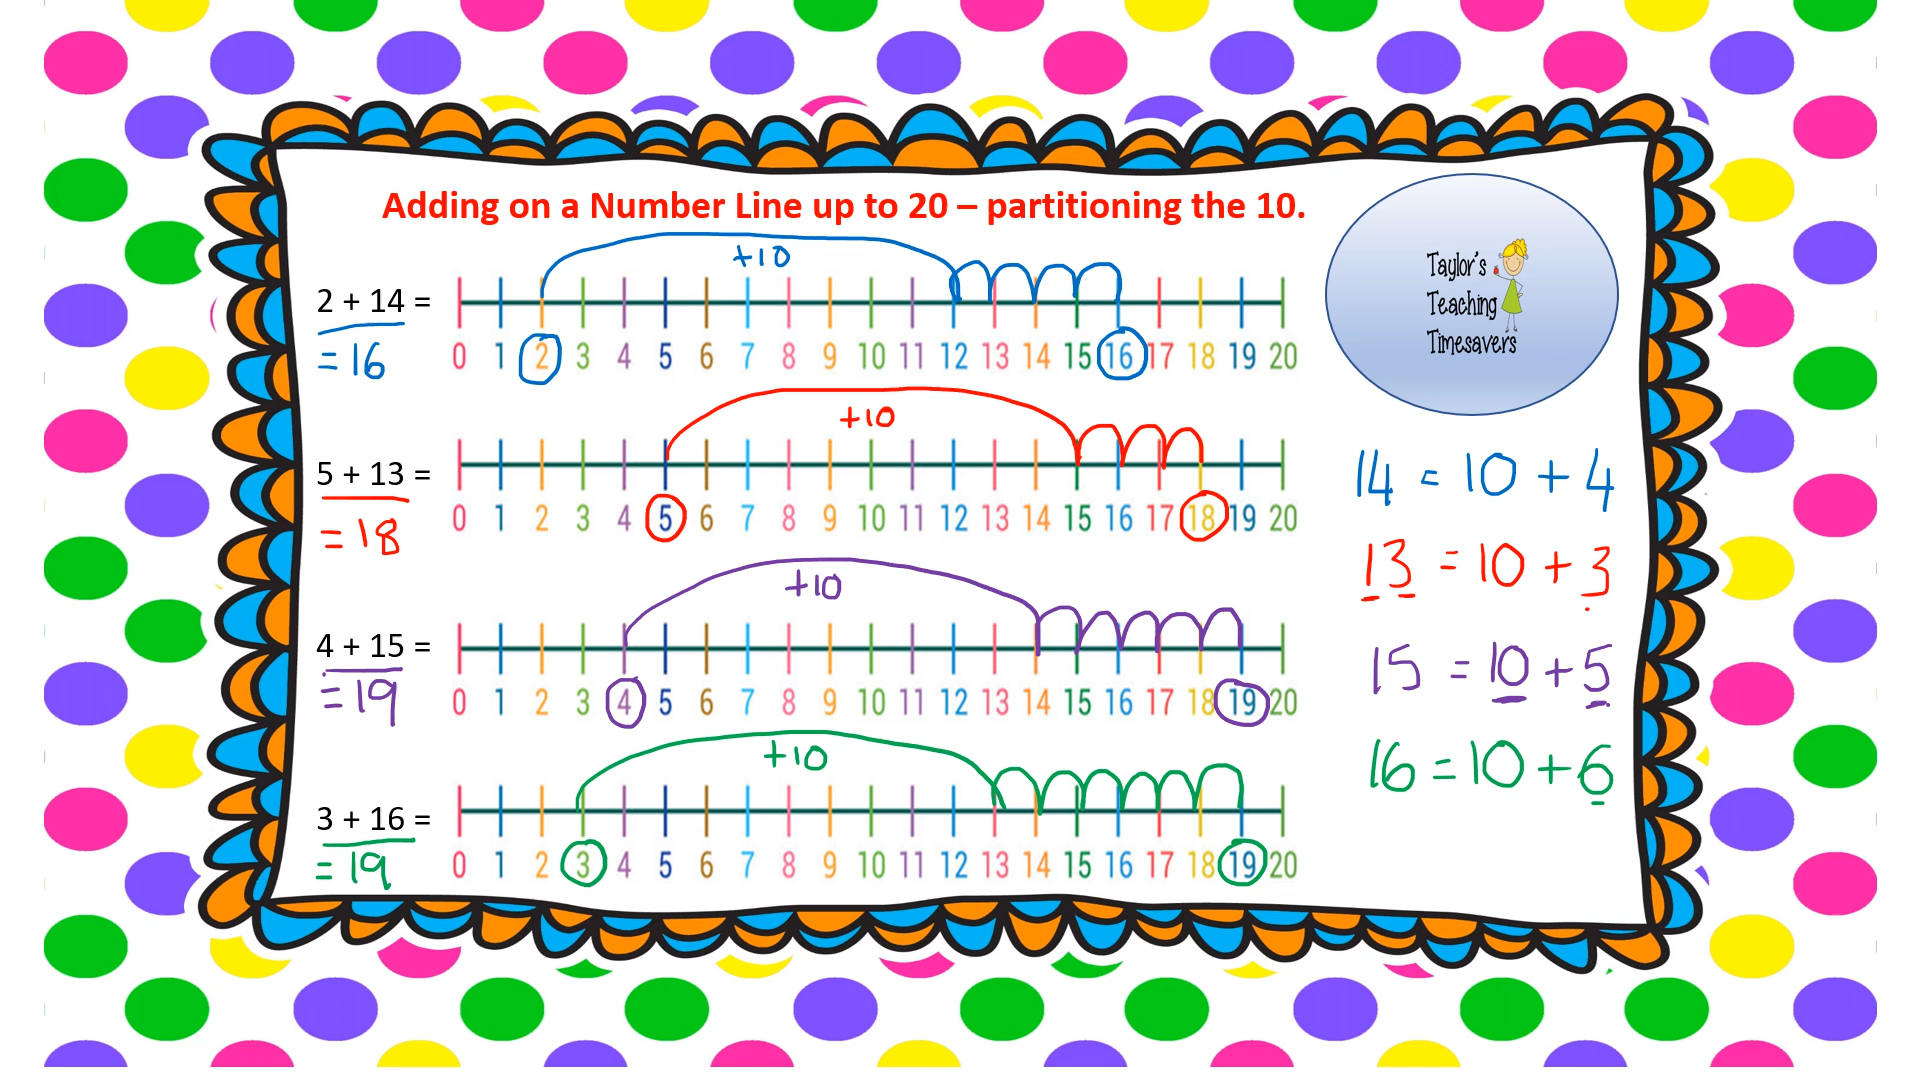 Adding on a Number Line up to 20 – partitioning the 10.
Taylor's
Teaching
Timesavers
+10
2 + 14 =
= 16
0 1 2 3 4 5 6 7 8 9 10 11 12 13 14 15 16 17 18 19 20
+10
5 + 13 =
= 18
0 1 2 3 4 5 6 7 8 9 10 11 12 13 14 15 16 17 18 19 20
+10
4 + 15 =
= 19
0 1 2 3 4 5 6 7 8 9 10 11 12 13 14 15 16 17 18 19 20
+10
3 + 16 =
= 19
0 1 2 3 4 5 6 7 8 9 10 11 12 13 14 15 16 17 18 19 20
14 = 10 + 4
13 = 10 + 3
15 = 10 + 5
16 = 10 + 6